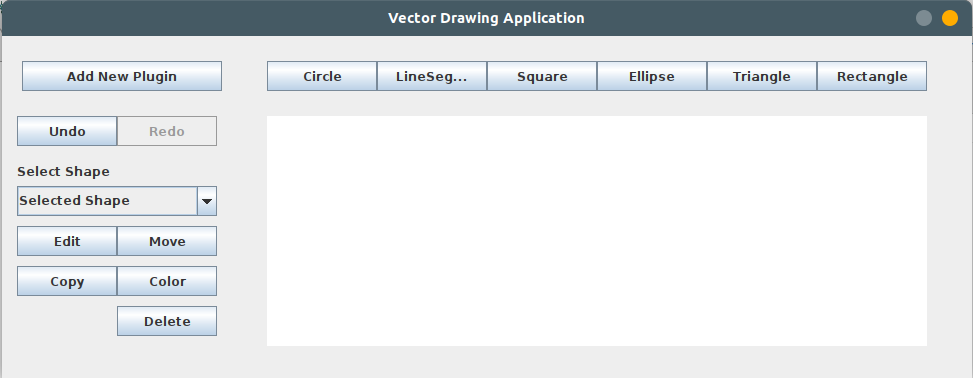 Vector Drawing Application
Add New Plugin
Circle LineSeg... Square Ellipse Triangle Rectangle
Undo Redo
Select Shape
Selected Shape
Edit Move
Copy Color
Delete